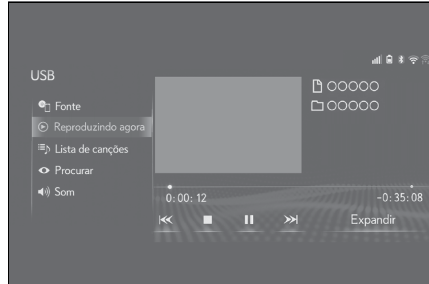 USB
Fonte
Reproduzindo agora
Lista de canções
Procurar
Som
OOOOO
OOOOO
0:00:12
-0:35:08
Expandir